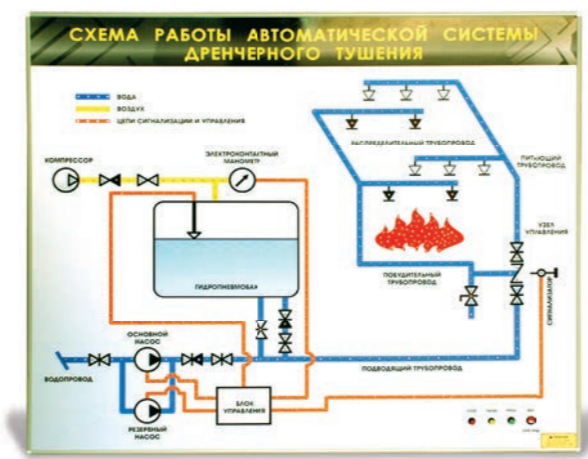 СХЕМА РАБОТЫ АВТОМАТИЧЕСКОЙ СИСТЕМЫ
ДРЕНЧЕРНОГО ТУШЕНИЯ
ВОДА
ВОЗДУХ
ЦЕПИ СИГНАЛИЗАЦИИ И УПРАВЛЕНИЯ
КОМПРЕССОР
ЭЛЕКТРОКОНТАКТНЫЙ
МАНОМЕТР
РАСПРЕДЕЛИТЕЛЬНЫЙ ТРУБОПРОВОД
ПИТАЮЩИЙ
ТРУБОПРОВОД
УЗЕЛ
УПРАВЛЕНИЯ
ГИДРОПНЕВМОБАК
ПОБУДИТЕЛЬНЫЙ
ТРУБОПРОВОД
СИГНАЛИЗАТОР
ОСНОВНОЙ
НАСОС
ВОДОПРОВОД
ПОДВОДЯЩИЙ ТРУБОПРОВОД
БЛОК
УПРАВЛЕНИЯ
РЕЗЕРВНЫЙ
НАСОС